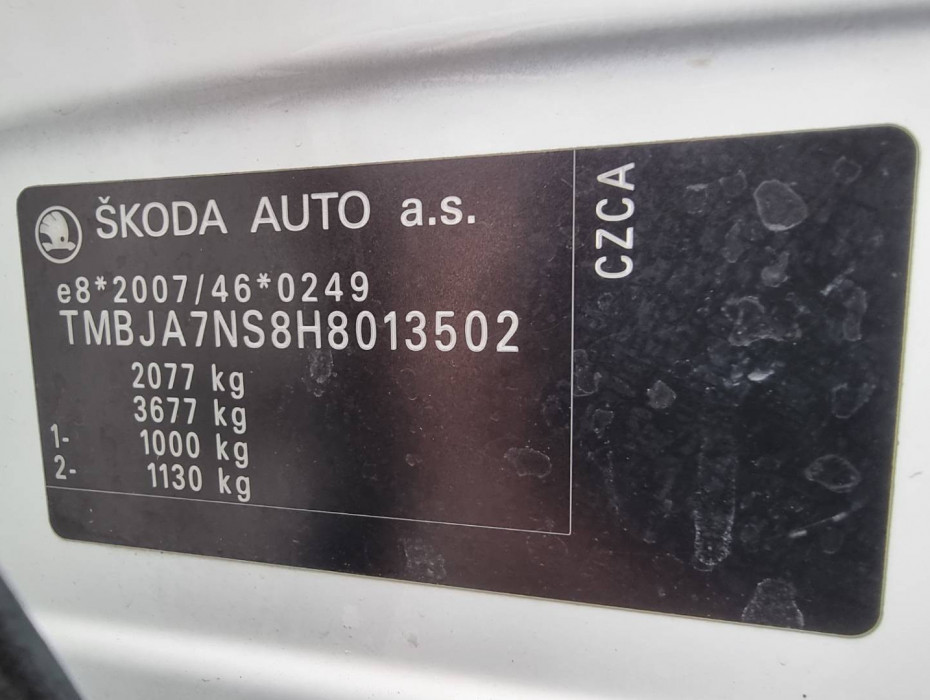 ŠKODA AUTO a.s.
e8*2007/46*0249
TMBJA7NS8H8013502
2077 kg
3677 kg
1- 1000 kg
2- 1130 kg
CZCA